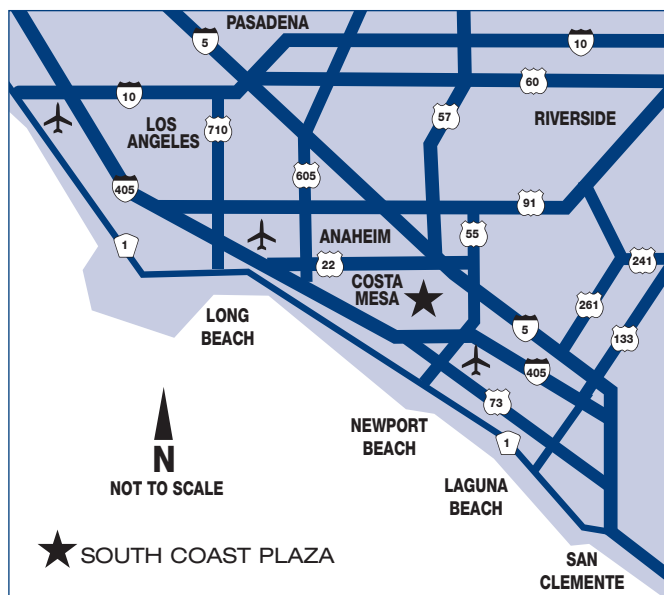 PASADENA
5
10
10
60
57
710
LOS
ANGELES
RIVERSIDE
605
405
91
1
ANAHEIM
55
22
241
COSTA
MESA
261
LONG
BEACH
5
133
405
73
N
NOT TO SCALE
NEWPORT
BEACH
1
LAGUNA
BEACH
SOUTH COAST PLAZA
SAN
CLEMENTE